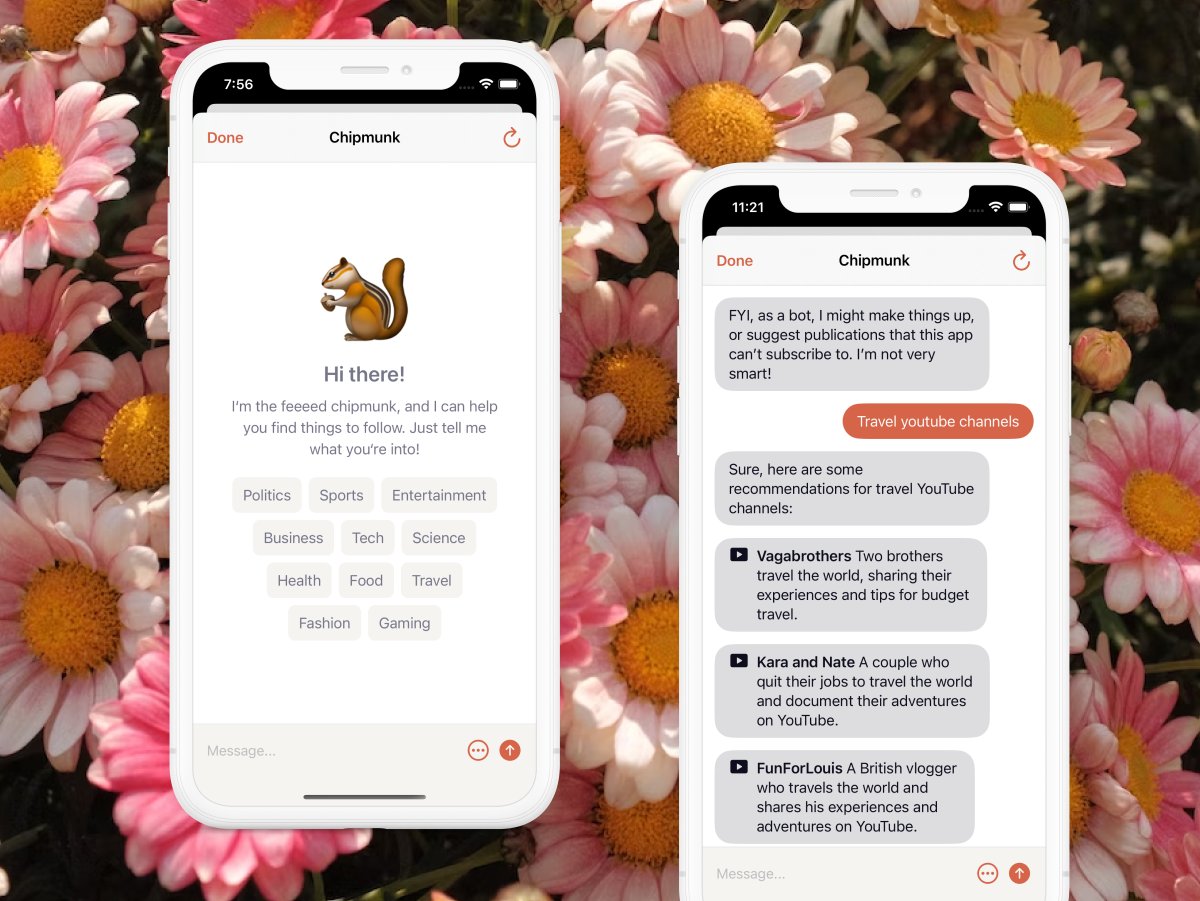 7:56
Done
Chipmunk
Hi there!
I'm the feeeed chipmunk, and I can help
you find things to follow. Just tell me
what you're into!
Politics
Sports
Entertainment
Business
Tech
Science
Health
Food
Travel
Fashion
Gaming
Message...
11:21
Done
Chipmunk
FYI, as a bot, I might make things up,
or suggest publications that this app
can't subscribe to. I'm not very
smart!
Travel youtube channels
Sure, here are some
recommendations for travel YouTube
channels:
Vagabrothers Two brothers
travel the world, sharing their
experiences and tips for budget
travel.
Kara and Nate A couple who
quit their jobs to travel the world
and document their adventures
on YouTube.
FunForLouis A British vlogger
who travels the world and
shares his experiences and
adventures on YouTube.
Message...